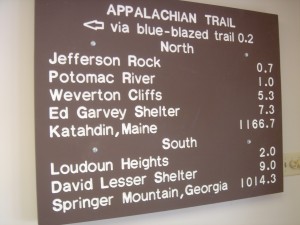 APPALACHIAN TRAIL
via blue-blazed trail 0.2
North
Jefferson Rock 0.7
Potomac River 1.0
Weverton Cliffs 5.3
Ed Garvey Shelter 7.3
Katahdin, Maine 1166.7
South
Loudoun Heights 2.0
David Lesser Shelter 9.0
Springer Mountain, Georgia 1014.3